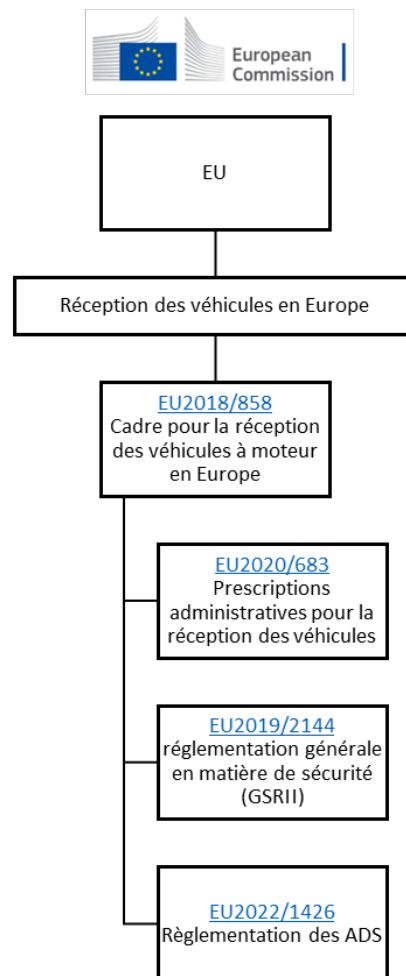 European
Commission
EU
Réception des véhicules en Europe
EU2018/858
Cadre pour la réception
des véhicules à moteur
en Europe
EU2020/683
Prescriptions
administratives pour la
réception des véhicules
EU2019/2144
réglementation générale
en matière de sécurité
(GSRII)
EU2022/1426
Règlementation des ADS